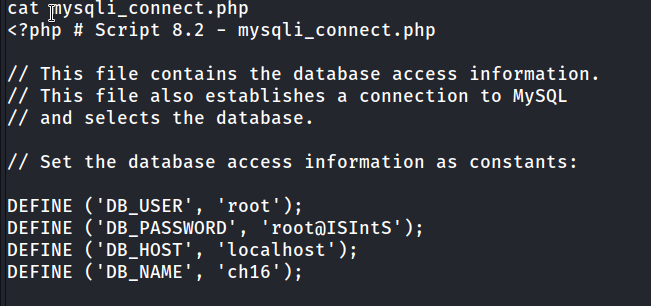 cat mysqli_connect.php
<?php # Script 8.2 - mysqli_connect.php
// This file contains the database access information.
// This file also establishes a connection to MySQL
// and selects the database.
// Set the database access information as constants:
DEFINE ('DB_USER', 'root');
DEFINE ('DB_PASSWORD', 'root@ISIntS');
DEFINE ('DB_HOST', 'localhost');
DEFINE ('DB_NAME', 'ch16');